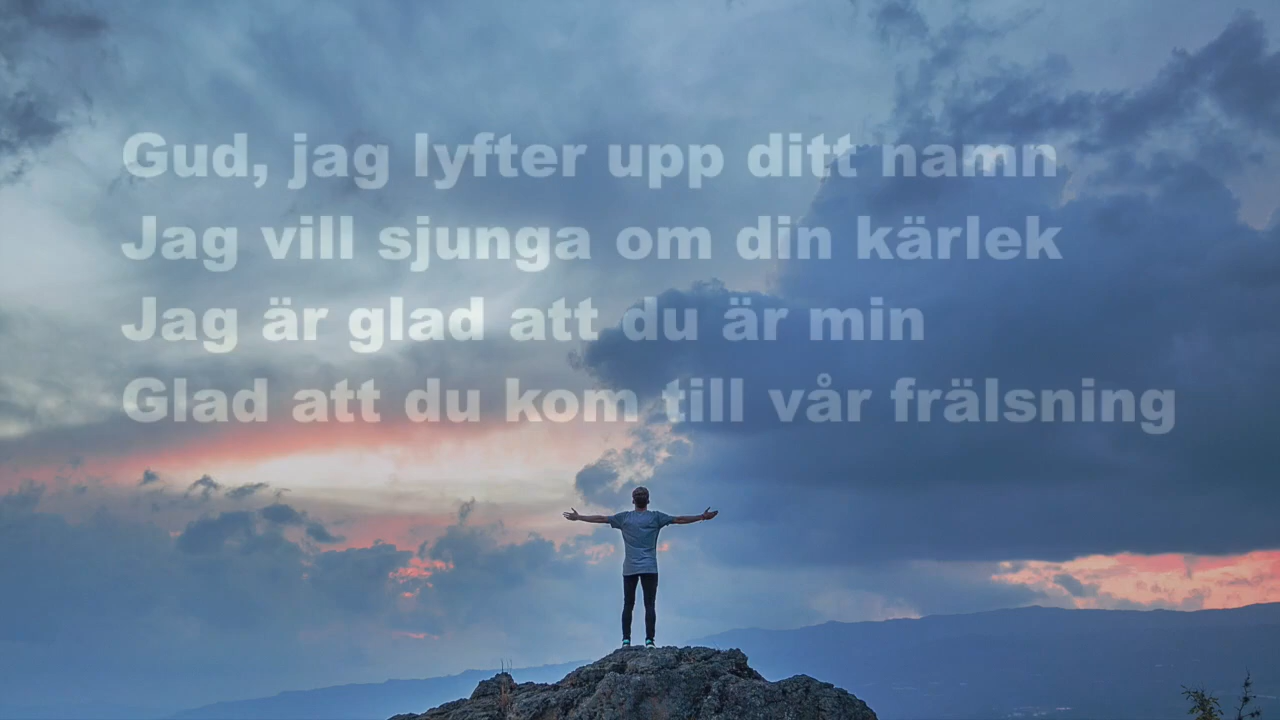 Gud, jag lyfter upp ditt namn
Jag vill sjunga om din kärlek
Jag är glad att du är min
Glad att du kom till vår frälsning